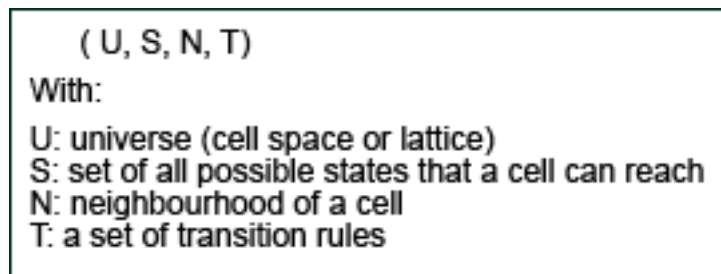 ( U, S, N, T)
With:
U: universe (cell space or lattice)
S: set of all possible states that a cell can reach
N: neighbourhood of a cell
T: a set of transition rules